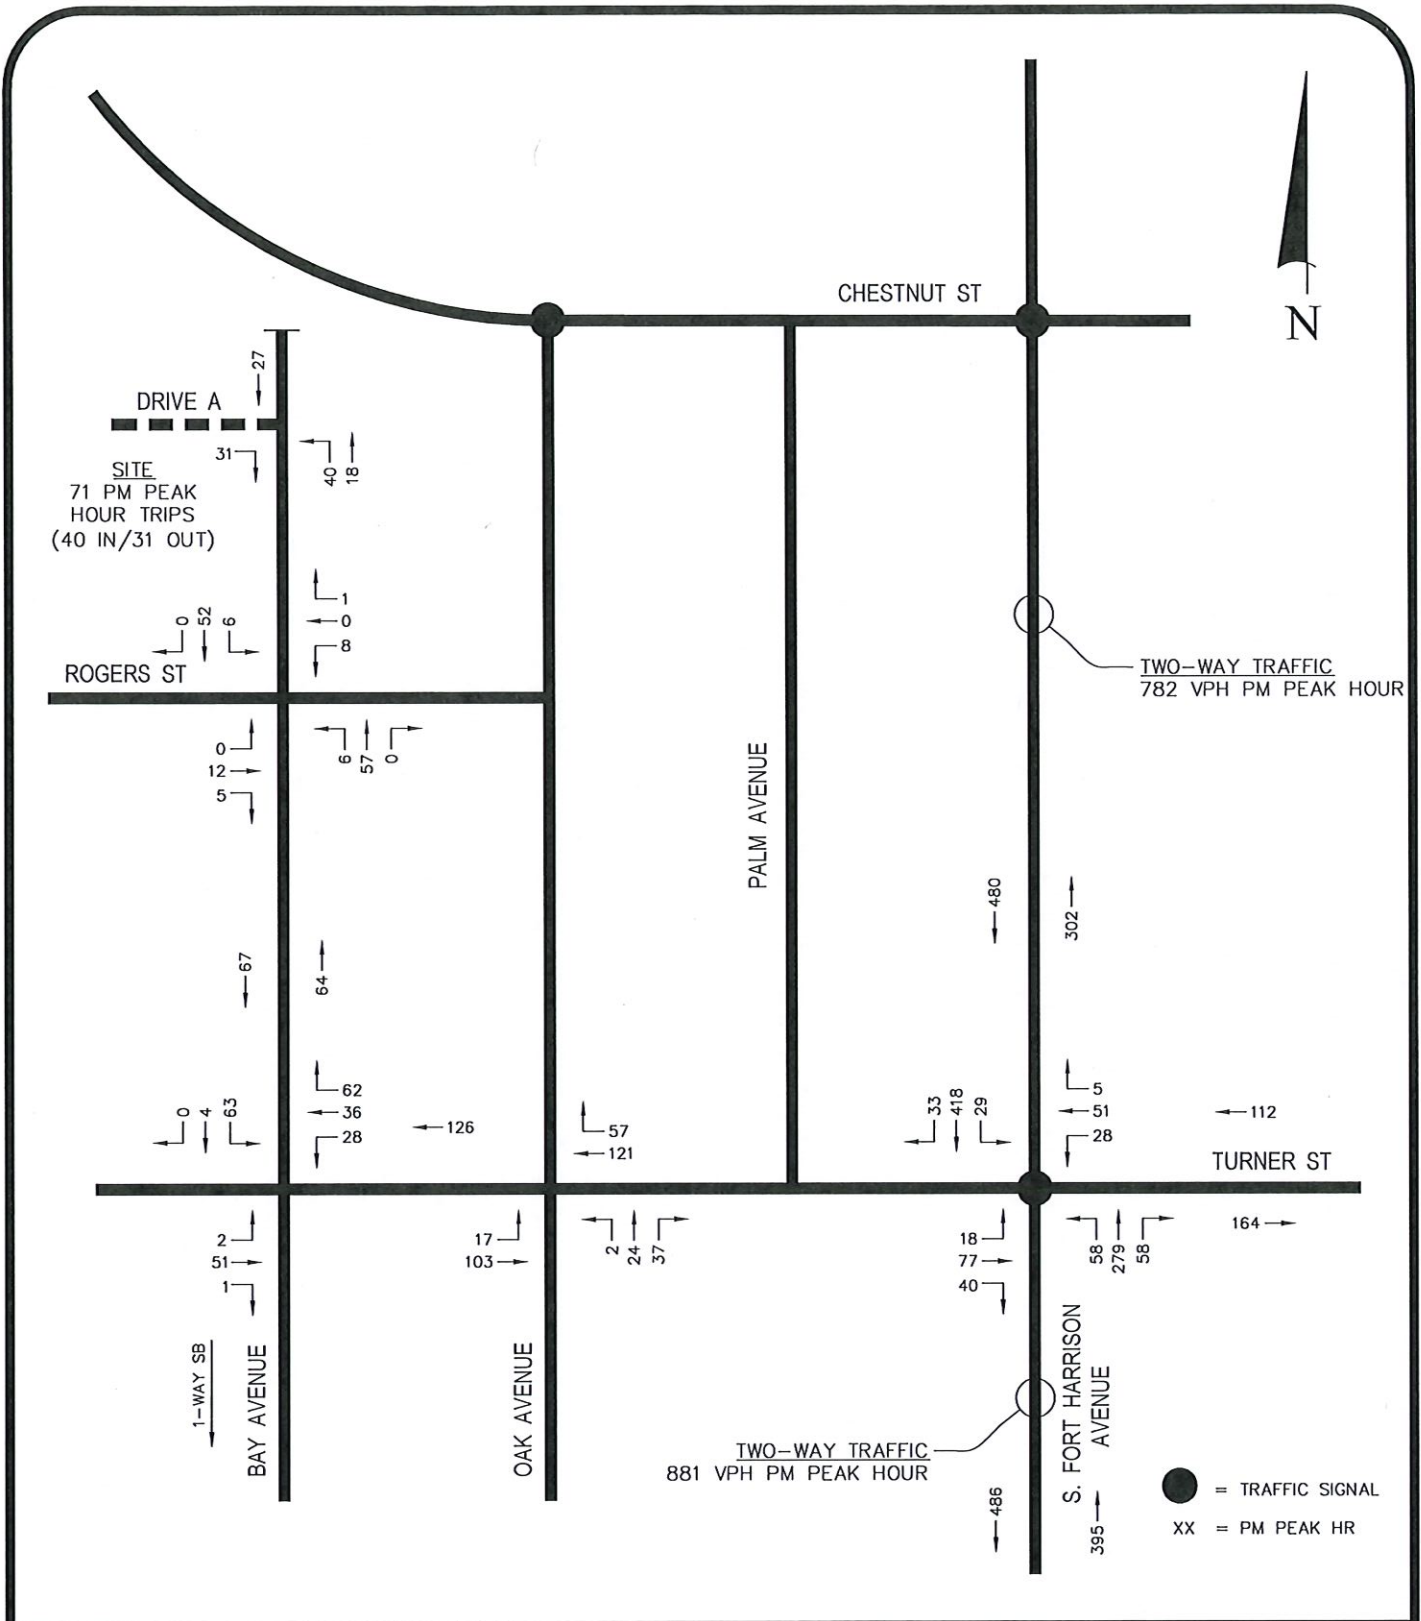 CHESTNUT ST
N
27
DRIVE A
31
40
18
SITE
71 PM PEAK
HOUR TRIPS
(40 IN/31 OUT)
0
52
6
1
0
8
ROGERS ST
TWO-WAY TRAFFIC
782 VPH PM PEAK HOUR
0
12
5
6
57
0
PALM AVENUE
480
302
67
64
0
4
63
62
36
28
126
57
121
33
418
29
5
51
28
112
TURNER ST
2
51
1
17
103
2
24
37
18
77
40
58
279
58
164
1-WAY SB
BAY AVENUE
OAK AVENUE
S. FORT HARRISON
AVENUE
TWO-WAY TRAFFIC
881 VPH PM PEAK HOUR
486
395
= TRAFFIC SIGNAL
XX = PM PEAK HR